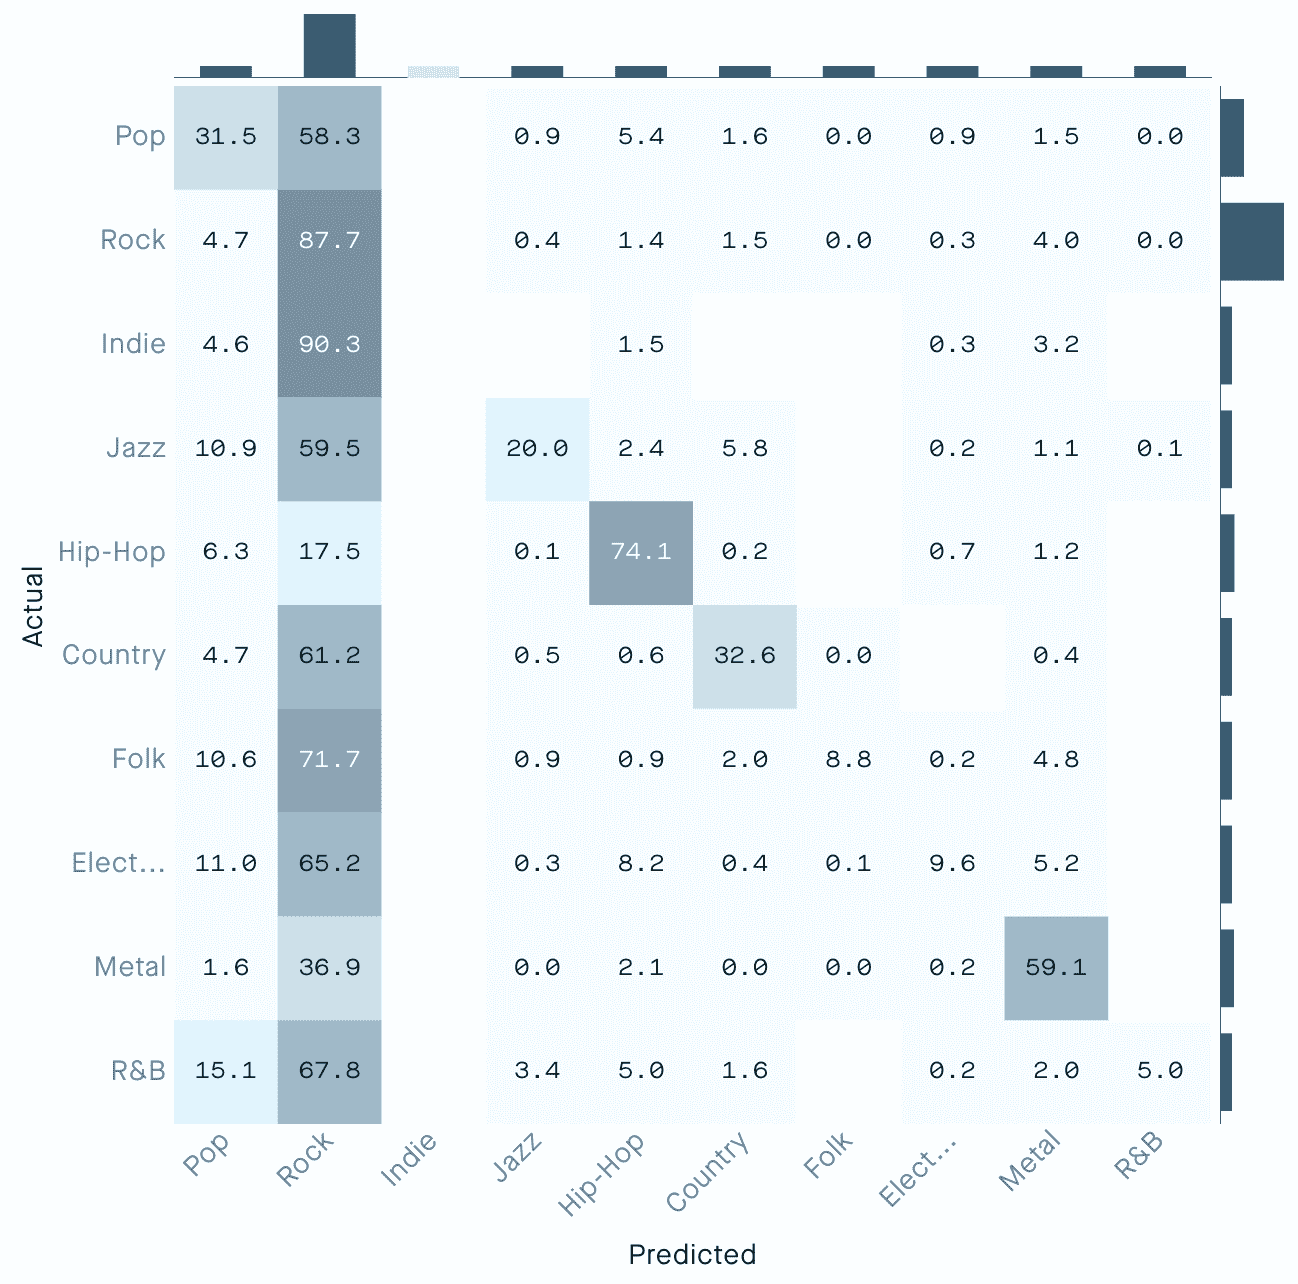 Pop 31.5 58.3 0.9 5.4 1.6 0.0 0.9 1.5 0.0
Rock 4.7 87.7 0.4 1.4 1.5 0.0 0.3 4.0 0.0
Indie 4.6 90.3 1.5 0.3 3.2
Jazz 10.9 59.5 20.0 2.4 5.8 0.2 1.1 0.1
Hip-Hop 6.3 17.5 0.1 74.1 0.2 0.7 1.2
Actual
Country 4.7 61.2 0.5 0.6 32.6 0.0 0.4
Folk 10.6 71.7 0.9 0.9 2.0 8.8 0.2 4.8
Elect... 11.0 65.2 0.3 8.2 0.4 0.1 9.6 5.2
Metal 1.6 36.9 0.0 2.1 0.0 0.0 0.2 59.1
R&B 15.1 67.8 3.4 5.0 1.6 0.2 2.0 5.0
Pop Rock Indie Jazz Hip-Hop Country Folk Elect... Metal R&B
Predicted